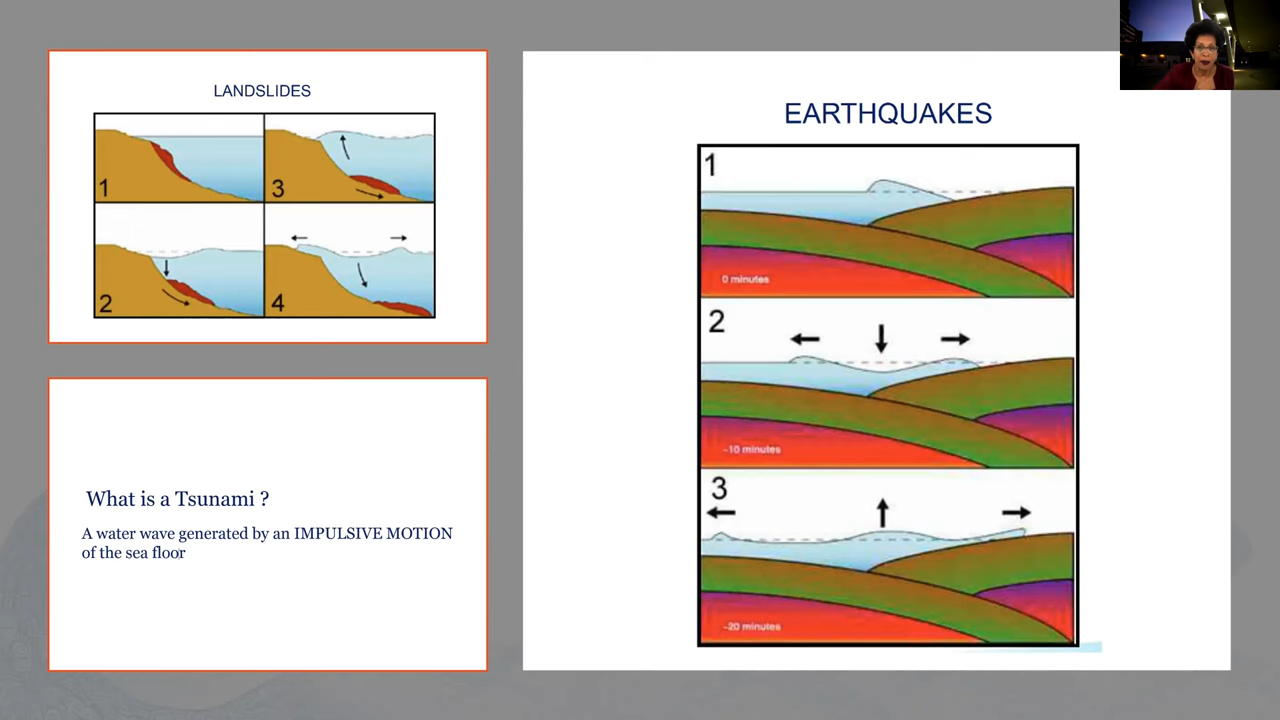 LANDSLIDES
1
3
2
4
What is a Tsunami ?
A water wave generated by an IMPULSIVE MOTION
of the sea floor
EARTHQUAKES
1
0 minutes
2
~10 minutes
3
~20 minutes